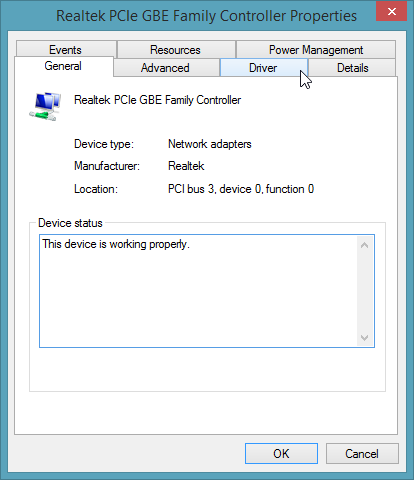 Realtek PCIe GBE Family Controller Properties
Events Resources Power Management
General Advanced Driver Details
Realtek PCIe GBE Family Controller
Device type: Network adapters
Manufacturer: Realtek
Location: PCI bus 3, device 0, function 0
Device status
This device is working properly.
OK Cancel